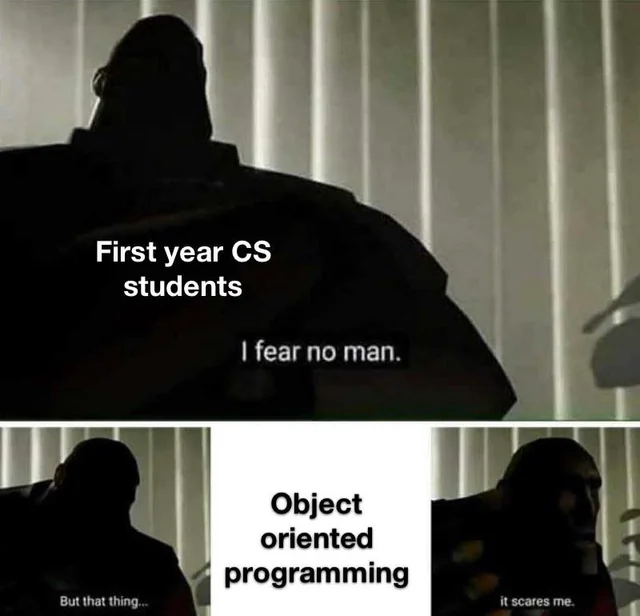 First year CS
students
I fear no man.
But that thing...
Object
oriented
programming
it scares me.